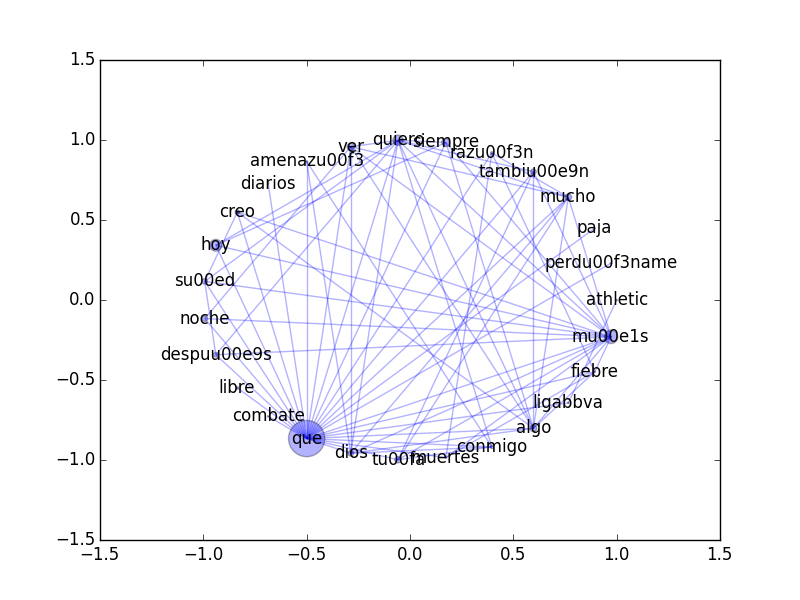 1.5
1.0
0.5
0.0
−0.5
−1.0
−1.5
quiero
siempre
ver
razu00f3n
amenazu00f3
tambiu00e9n
diarios
mucho
creo
paja
hoy
perdu00f3name
su00ed
athletic
noche
mu00e1s
despuu00e9s
fiebre
libre
ligabbva
combate
algo
que
conmigo
dios
muertes
tu00fa
−1.5 −1.0 −0.5 0.0 0.5 1.0 1.5